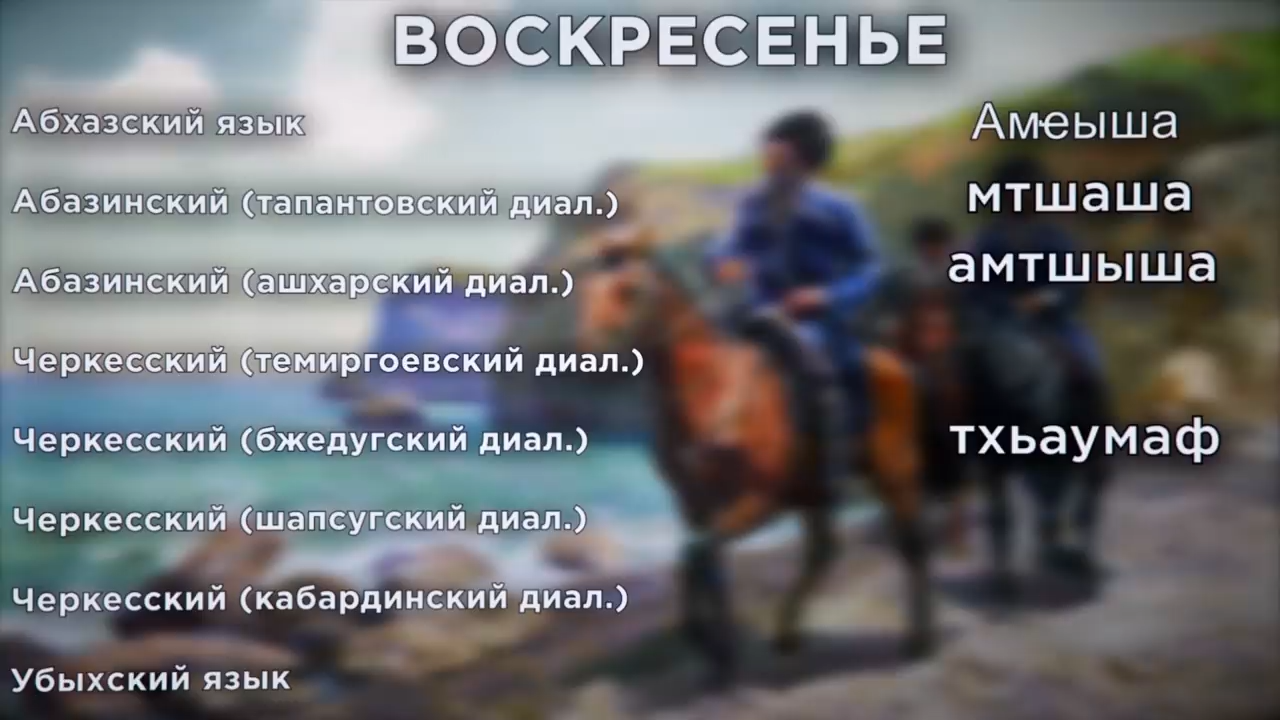 ВОСКРЕСЕНЬЕ
Абхазский язык
Амҽыша
Абазинский (тапантовский диал.)
мтшаша
Абазинский (ашхарский диал.)
амтшыша
Черкесский (темиргоевский диал.)
Черкесский (бжедугский диал.)
тхьаумаф
Черкесский (шапсугский диал.)
Черкесский (кабардинский диал.)
Убыхский язык